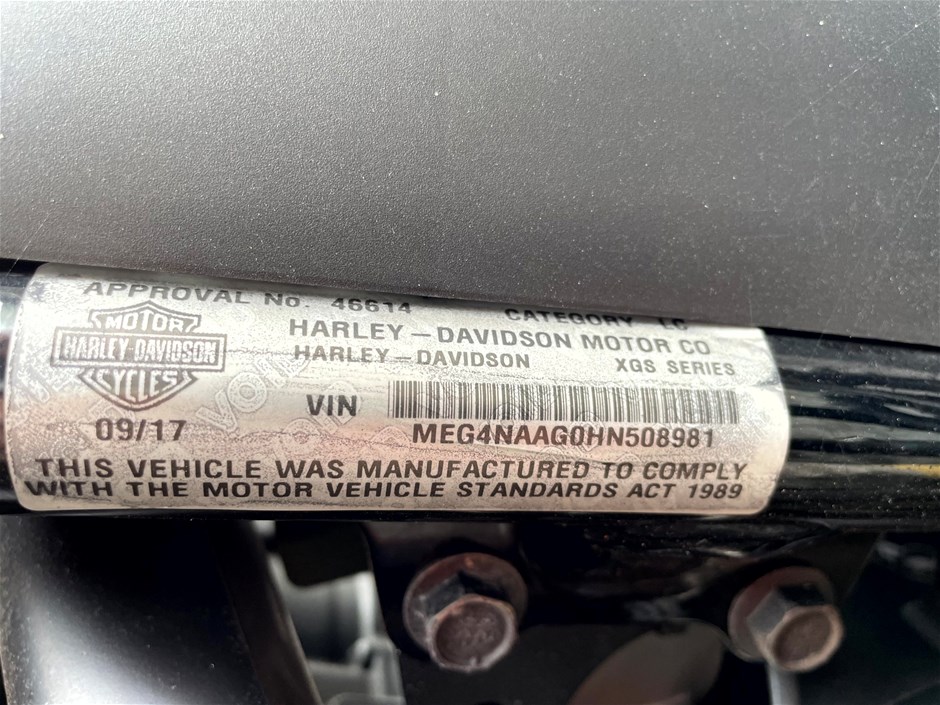 APPROVAL No. 46614 CATEGORY LC
MOTOR
HARLEY-DAVIDSON
CYCLES
HARLEY-DAVIDSON MOTOR CO
HARLEY-DAVIDSON XGS SERIES
VIN
09/17
MEG4NAAG0HN508981
THIS VEHICLE WAS MANUFACTURED TO COMPLY
WITH THE MOTOR VEHICLE STANDARDS ACT 1989
VOID